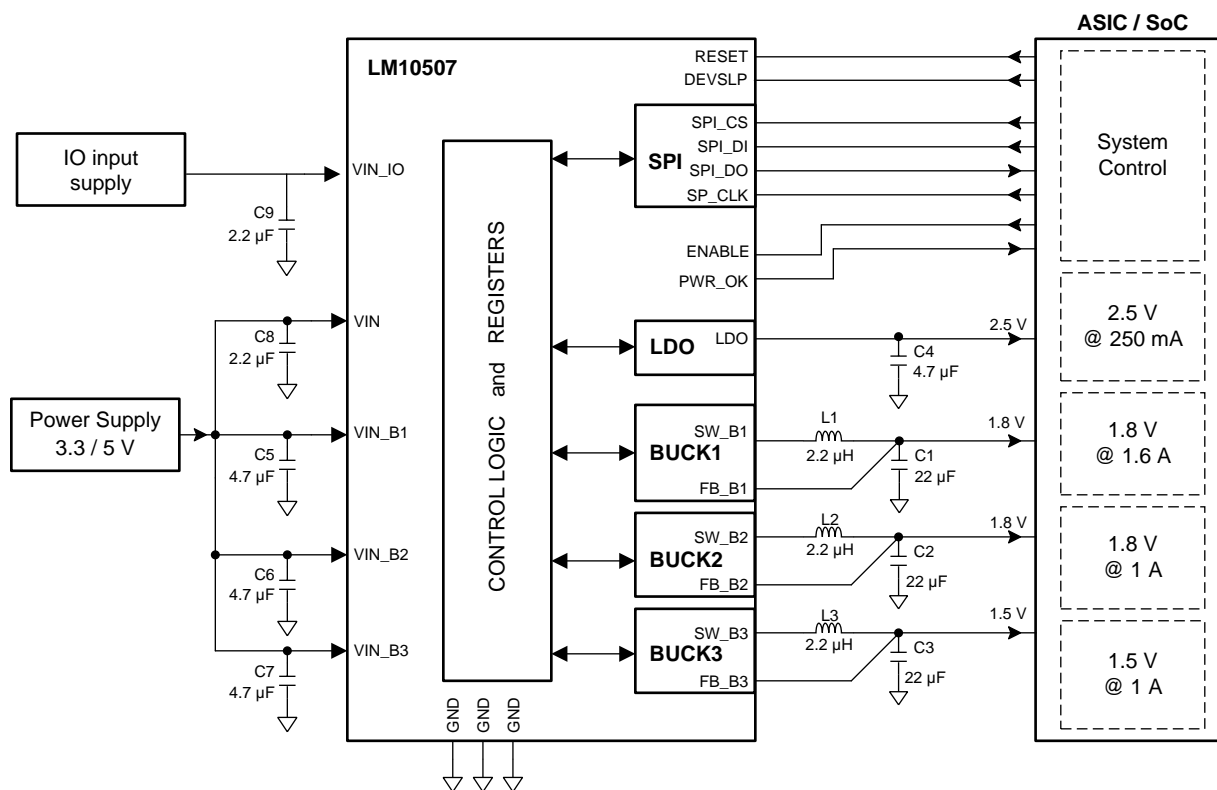 ASIC / SoC
LM10507
RESET
DEVSLP
SPI_CS
SPI_DI
SPI_DO
SP_CLK
SPI
System
Control
IO input
supply
VIN_IO
C9
2.2 µF
ENABLE
PWR_OK
CONTROL LOGIC and REGISTERS
VIN
C8
2.2 µF
LDO
LDO
2.5 V
C4
4.7 µF
2.5 V
@ 250 mA
Power Supply
3.3 / 5 V
VIN_B1
C5
4.7 µF
BUCK1
SW_B1
FB_B1
L1
2.2 µH
C1
22 µF
1.8 V
1.8 V
@ 1.6 A
VIN_B2
C6
4.7 µF
BUCK2
SW_B2
FB_B2
L2
2.2 µH
C2
22 µF
1.8 V
1.8 V
@ 1 A
VIN_B3
C7
4.7 µF
BUCK3
SW_B3
FB_B3
L3
2.2 µH
C3
22 µF
1.5 V
1.5 V
@ 1 A
GND
GND
GND